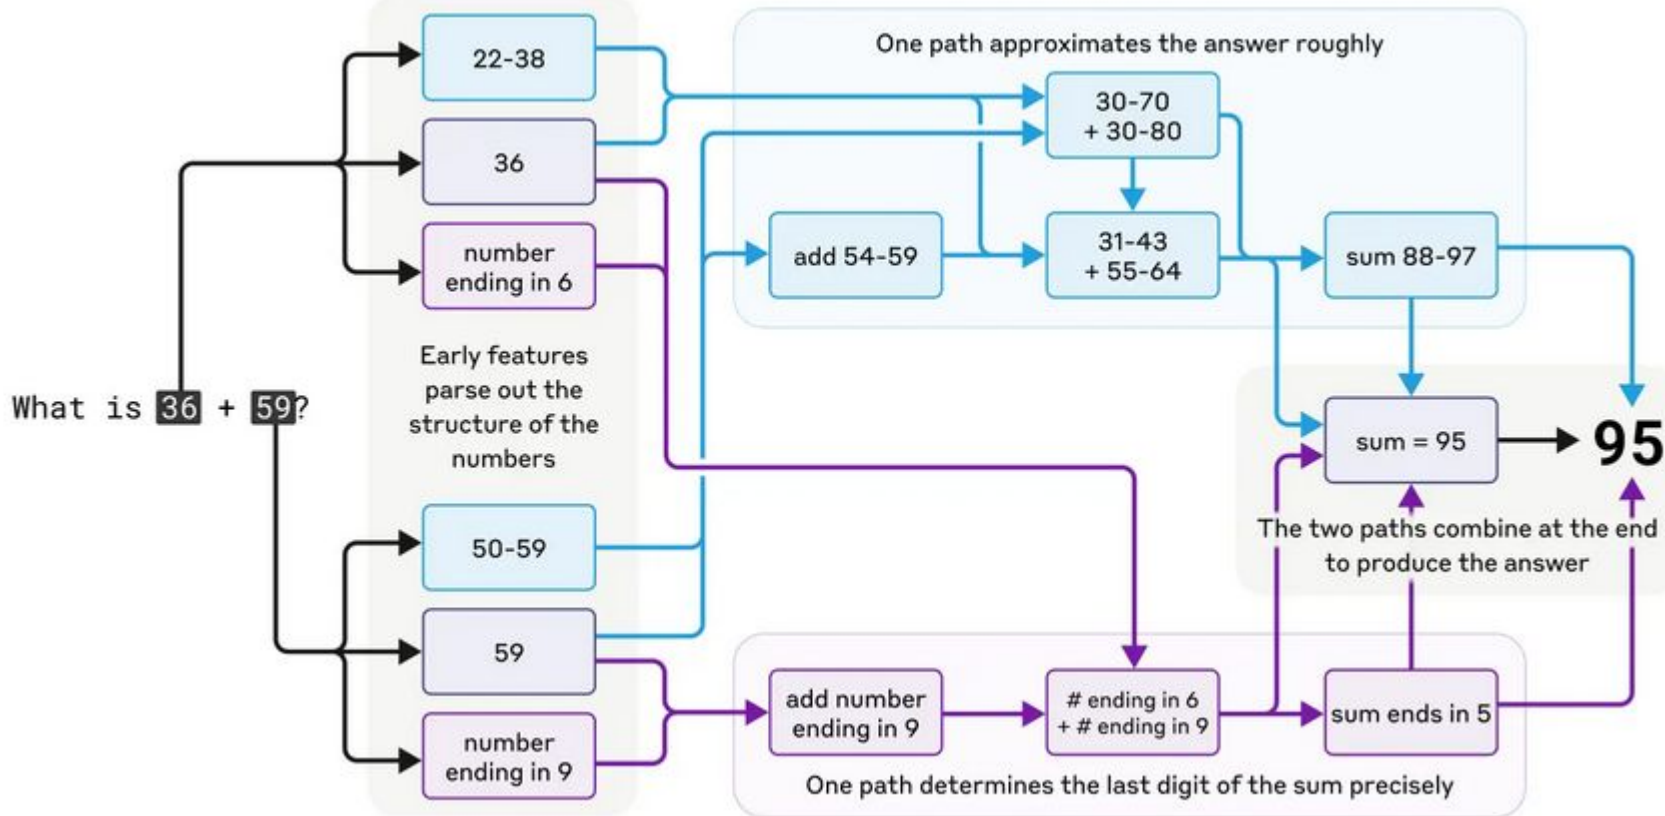 What is 36 + 59?
22-38
36
number
ending in 6
Early features
parse out the
structure of the
numbers
50-59
59
number
ending in 9
One path approximates the answer roughly
30-70
+ 30-80
add 54-59
31-43
+ 55-64
sum 88-97
sum = 95
95
The two paths combine at the end
to produce the answer
add number
ending in 9
# ending in 6
+ # ending in 9
sum ends in 5
One path determines the last digit of the sum precisely